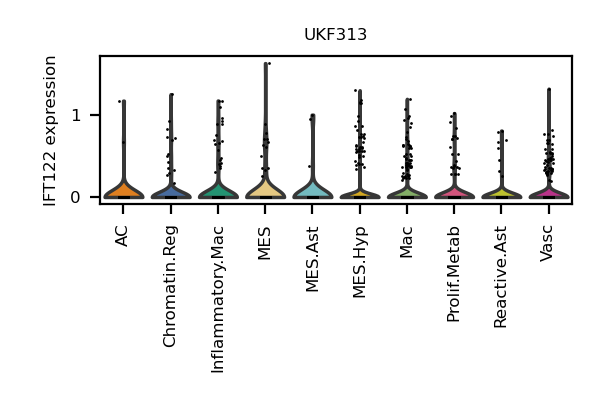 UKF313
IFT122 expression
1
0
AC
Chromatin.Reg
Inflammatory.Mac
MES
MES.Ast
MES.Hyp
Mac
Prolif.Metab
Reactive.Ast
Vasc